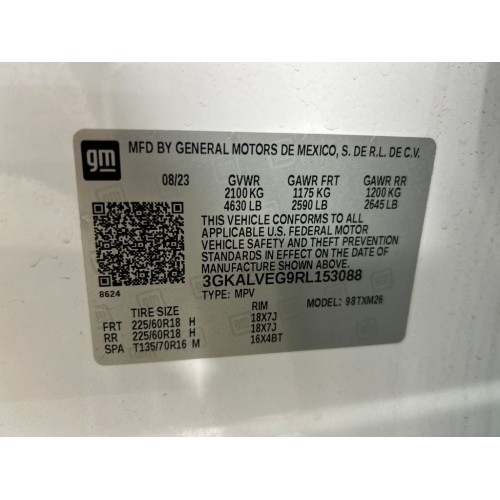 gm
MFD BY GENERAL MOTORS DE MEXICO, S. DE R.L. DE C.V.
08/23 GVWR GAWR FRT GAWR RR
2100 KG 1175 KG 1200 KG
4630 LB 2590 LB 2645 LB
THIS VEHICLE CONFORMS TO ALL
APPLICABLE U.S. FEDERAL MOTOR
VEHICLE SAFETY AND THEFT PREVENTION
STANDARDS IN EFFECT ON THE DATE OF
MANUFACTURE SHOWN ABOVE.
3GKALVEG9RL153088
8624
TYPE: MPV MODEL: 98TXM26
TIRE SIZE RIM
FRT 225/60R18 H 18X7J
RR 225/60R18 H 18X7J
SPA T135/70R16 M 16X4BT